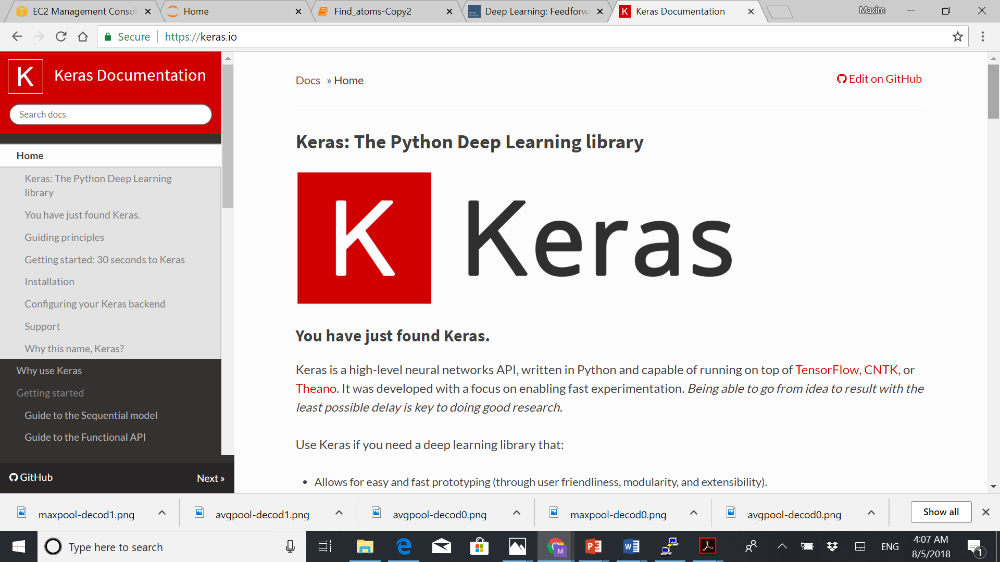 EC2 Management Consol
Home
Find_atoms-Copy2
Deep Learning: Feedforw
Keras Documentation
Maxim
Secure
https://keras.io
K
Keras Documentation
Search docs
Home
Keras: The Python Deep Learning
library
You have just found Keras.
Guiding principles
Getting started: 30 seconds to Keras
Installation
Configuring your Keras backend
Support
Why this name, Keras?
Why use Keras
Getting started
Guide to the Sequential model
Guide to the Functional API
GitHub
Next »
Docs » Home
Edit on GitHub
Keras: The Python Deep Learning library
K Keras
You have just found Keras.
Keras is a high-level neural networks API, written in Python and capable of running on top of TensorFlow, CNTK, or
Theano. It was developed with a focus on enabling fast experimentation. Being able to go from idea to result with the
least possible delay is key to doing good research.
Use Keras if you need a deep learning library that:
• Allows for easy and fast prototyping (through user friendliness, modularity, and extensibility).
maxpool-decod1.png
avgpool-decod1.png
avgpool-decod0.png
maxpool-decod0.png
avgpool-decod0.png
Show all
Type here to search
ENG
4:07 AM
8/5/2018
1